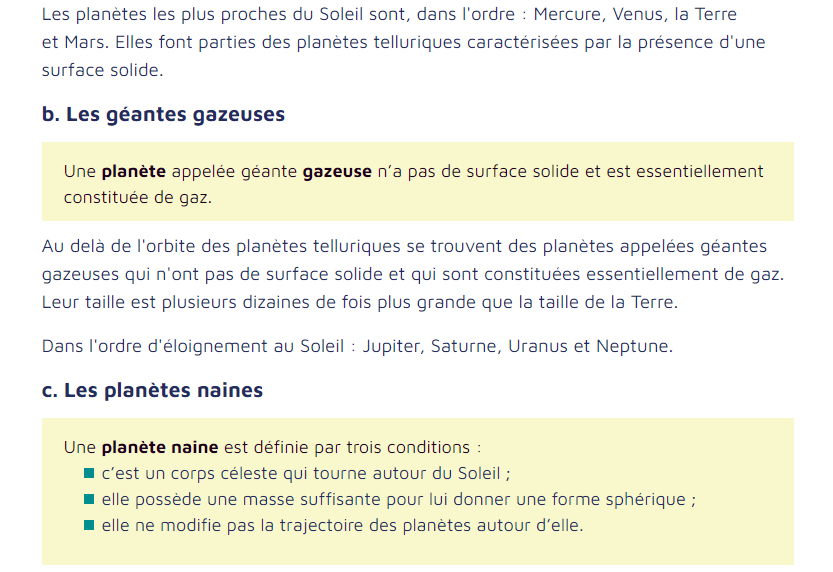 Les planètes les plus proches du Soleil sont, dans l'ordre : Mercure, Venus, la Terre
et Mars. Elles font parties des planètes telluriques caractérisées par la présence d'une
surface solide.
b. Les géantes gazeuses
Une planète appelée géante gazeuse n’a pas de surface solide et est essentiellement
constituée de gaz.
Au delà de l'orbite des planètes telluriques se trouvent des planètes appelées géantes
gazeuses qui n'ont pas de surface solide et qui sont constituées essentiellement de gaz.
Leur taille est plusieurs dizaines de fois plus grande que la taille de la Terre.
Dans l'ordre d'éloignement au Soleil : Jupiter, Saturne, Uranus et Neptune.
c. Les planètes naines
Une planète naine est définie par trois conditions :
c’est un corps céleste qui tourne autour du Soleil ;
elle possède une masse suffisante pour lui donner une forme sphérique ;
elle ne modifie pas la trajectoire des planètes autour d’elle.